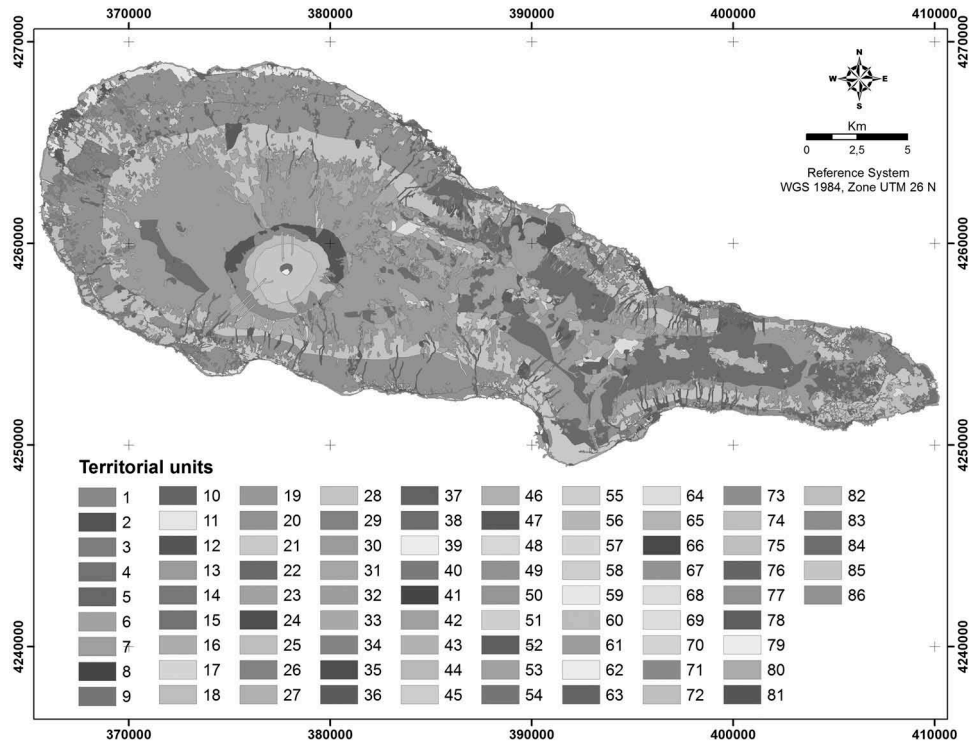 370000 380000 390000 400000 410000
4270000 4270000
N
W E
S
Km
0 2,5 5
Reference System
WGS 1984, Zone UTM 26 N
4260000 4260000
4250000 4250000
Territorial units
1 10 19 28 37 46 55 64 73 82
2 11 20 29 38 47 56 65 74 83
3 12 21 30 39 48 57 66 75 84
4 13 22 31 40 49 58 67 76 85
5 14 23 32 41 50 59 68 77 86
6 15 24 33 42 51 60 69 78
7 16 25 34 43 52 61 70 79
8 17 26 35 44 53 62 71 80
9 18 27 36 45 54 63 72 81
4240000 4240000
370000 380000 390000 400000 410000